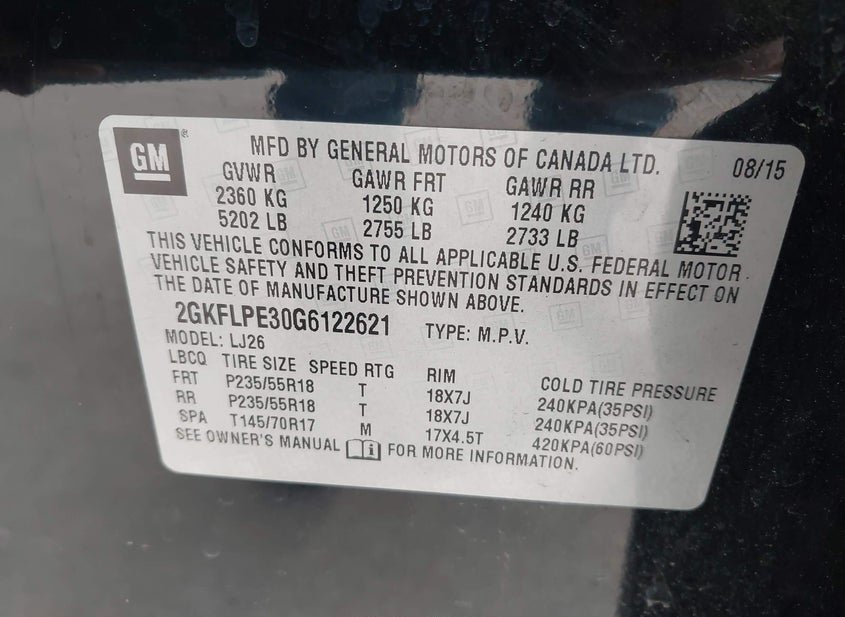 GM ®
MFD BY GENERAL MOTORS OF CANADA LTD. 08/15
GVWR GAWR FRT GAWR RR
2360 KG 1250 KG 1240 KG
5202 LB 2755 LB 2733 LB
THIS VEHICLE CONFORMS TO ALL APPLICABLE U.S. FEDERAL MOTOR
VEHICLE SAFETY AND THEFT PREVENTION STANDARDS IN EFFECT ON
THE DATE OF MANUFACTURE SHOWN ABOVE.
2GKFLPE30G6122621 TYPE: M.P.V.
MODEL: LJ26
LBCQ TIRE SIZE SPEED RTG RIM COLD TIRE PRESSURE
FRT P235/55R18 T 18X7J 240KPA(35PSI)
RR P235/55R18 T 18X7J 240KPA(35PSI)
SPA T145/70R17 M 17X4.5T 420KPA(60PSI)
SEE OWNER'S MANUAL i FOR MORE INFORMATION.